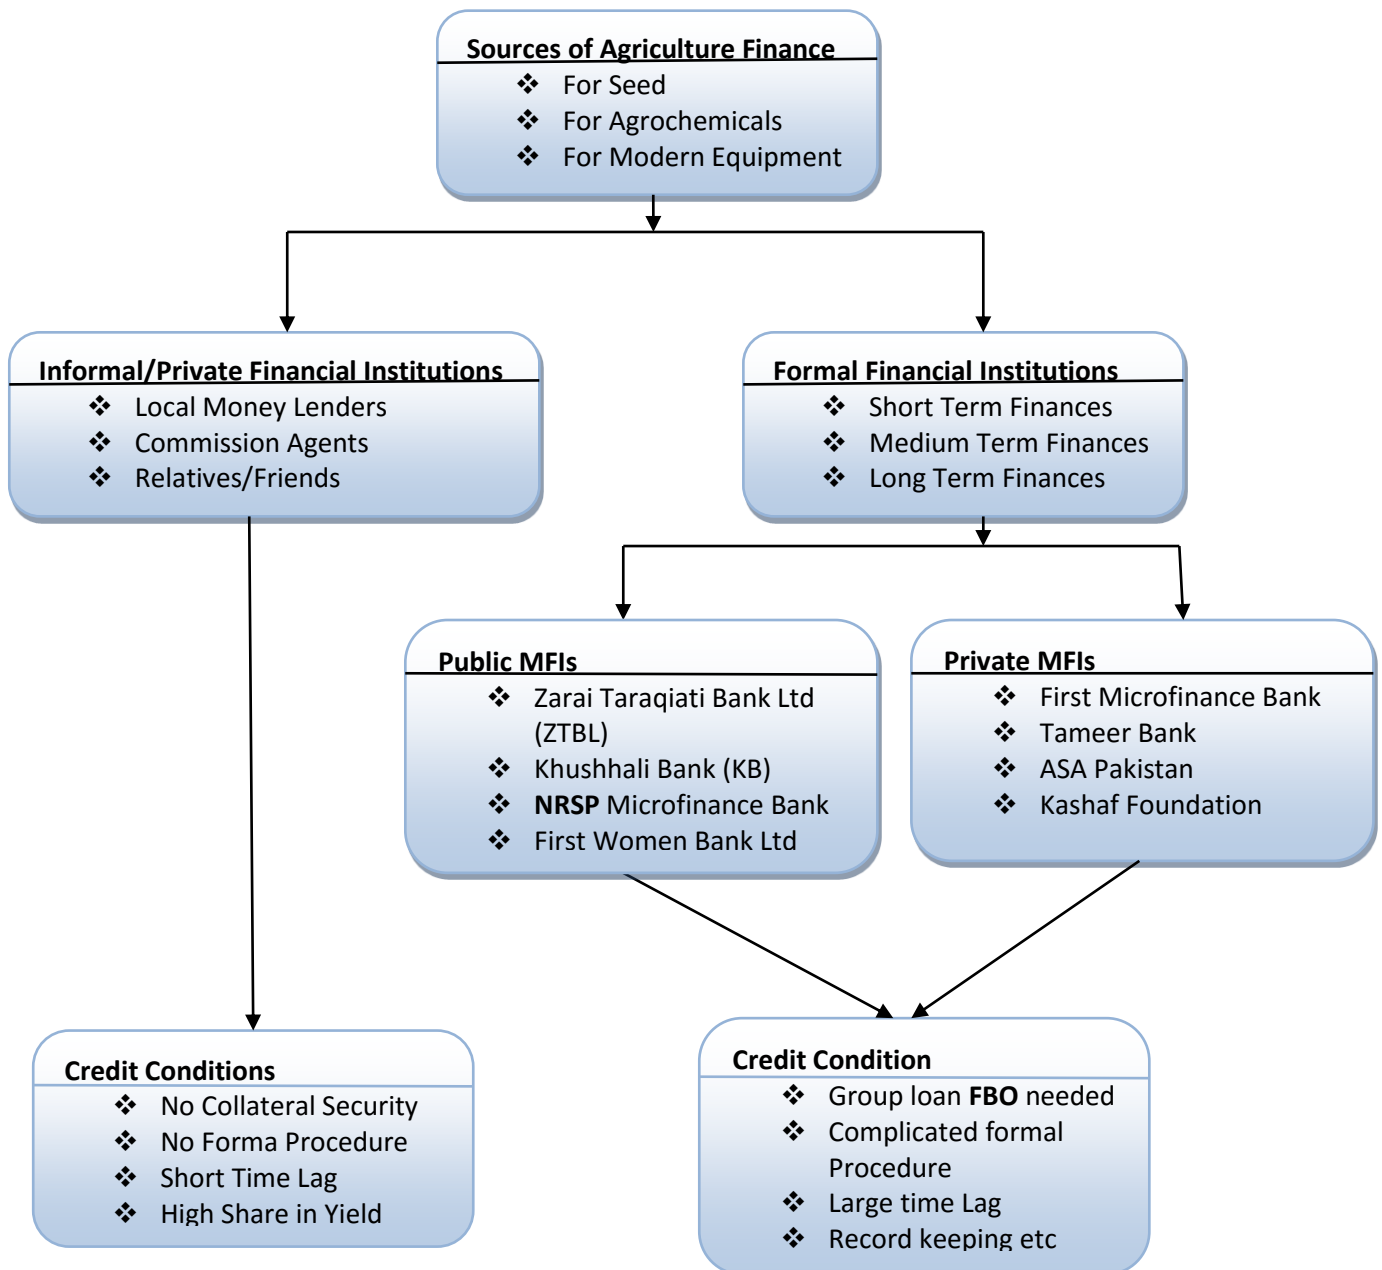 Sources of Agriculture Finance
❖ For Seed
❖ For Agrochemicals
❖ For Modern Equipment
Informal/Private Financial Institutions
❖ Local Money Lenders
❖ Commission Agents
❖ Relatives/Friends
Formal Financial Institutions
❖ Short Term Finances
❖ Medium Term Finances
❖ Long Term Finances
Public MFIs
❖ Zarai Taraqiati Bank Ltd
(ZTBL)
❖ Khushhali Bank (KB)
❖ NRSP Microfinance Bank
❖ First Women Bank Ltd
Private MFIs
❖ First Microfinance Bank
❖ Tameer Bank
❖ ASA Pakistan
❖ Kashaf Foundation
Credit Conditions
❖ No Collateral Security
❖ No Forma Procedure
❖ Short Time Lag
❖ High Share in Yield
Credit Condition
❖ Group loan FBO needed
❖ Complicated formal
Procedure
❖ Large time Lag
❖ Record keeping etc